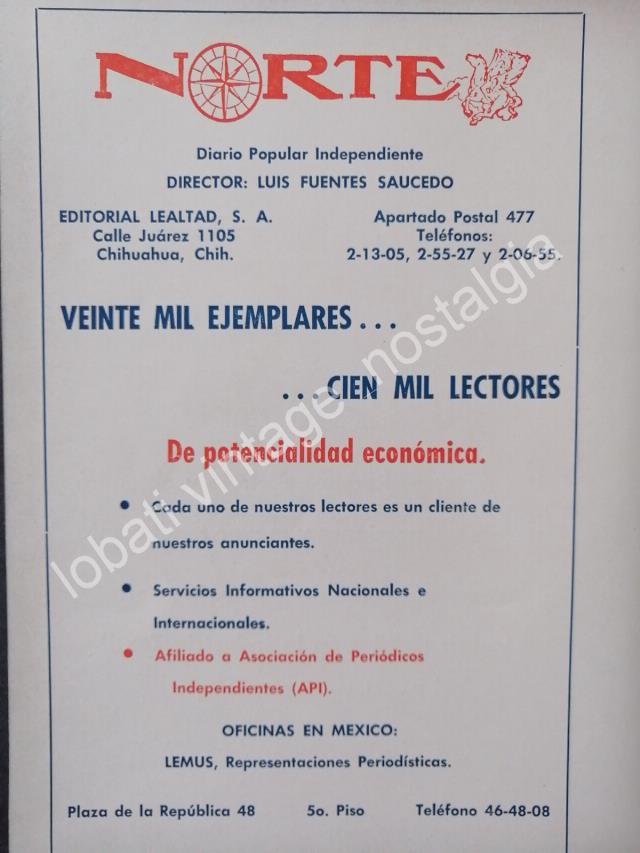 NORTE
Diario Popular Independiente
DIRECTOR: LUIS FUENTES SAUCEDO
EDITORIAL LEALTAD, S. A.
Calle Juárez 1105
Chihuahua, Chih.
Apartado Postal 477
Teléfonos:
2-13-05, 2-55-27 y 2-06-55.
VEINTE MIL EJEMPLARES...
...CIEN MIL LECTORES
De potencialidad económica.
• Cada uno de nuestros lectores es un cliente de
nuestros anunciantes.
• Servicios Informativos Nacionales e
Internacionales.
• Afiliado a Asociación de Periódicos
Independientes (API).
OFICINAS EN MEXICO:
LEMUS, Representaciones Periodísticas.
Plaza de la República 48 5o. Piso Teléfono 46-48-08
lobati vintage nostalgia